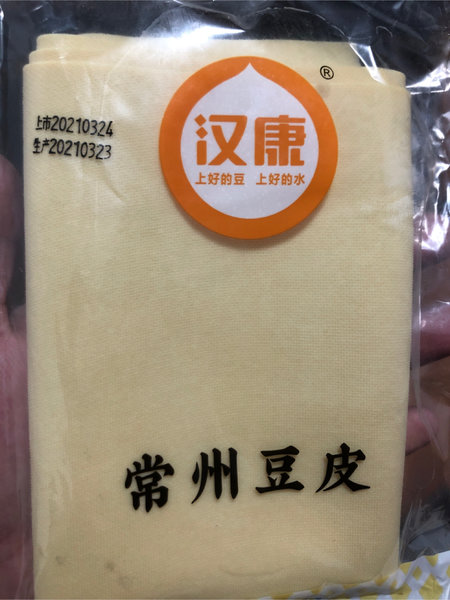 上市20210324
生产20210323
®
汉康
上好的豆 上好的水
常州豆皮